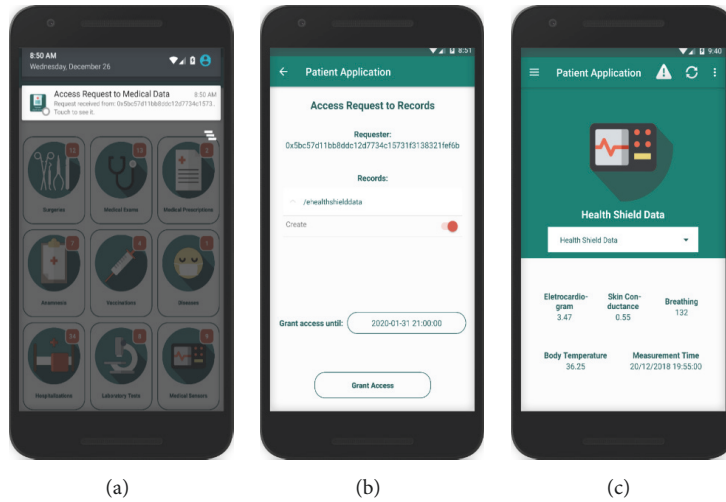 8:50 AM
Wednesday, December 26
Access Request to Medical Data
8:50 AM
Request received from: 0x5bc57d11bb8ddc12d7734c1573...
Touch to see it.
12
13
Surgeries
Medical Exams
Medical Prescriptions
Anamnesis
Vaccinations
Diseases
Hospitalizations
Laboratory Tests
Medical Sensors
(a)
8:51
Patient Application
Access Request to Records
Requester:
0x5bc57d11bb8ddc12d7734c15731f3138321fef6b
Records:
/ehealthshielddata
Create
Grant access until:
2020-01-31 21:00:00
Grant Access
(b)
9:40
Patient Application
Health Shield Data
Health Shield Data
Eletrocardio-
gram
3.47
Skin Con-
ductance
0.55
Breathing
132
Body Temperature
36.25
Measurement Time
20/12/2018 19:55:00
(c)